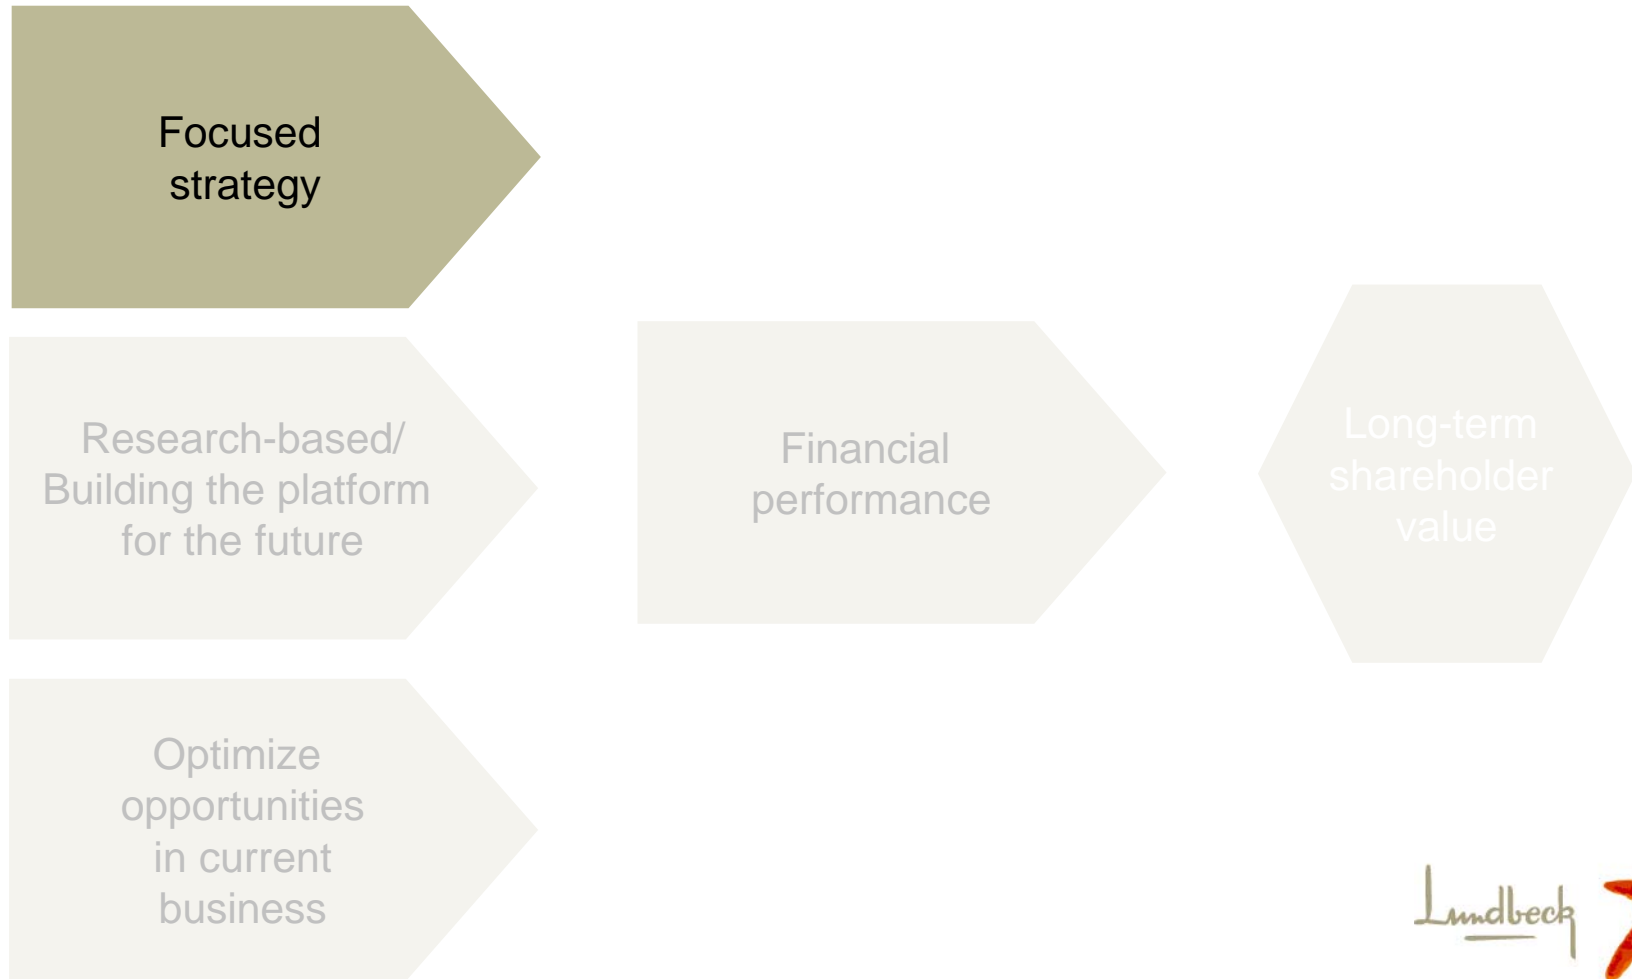 Focused
strategy
Research-based/
Building the platform
for the future
Financial
performance
Long-term
shareholder
value
Optimize
opportunities
in current
business
Lundbeck